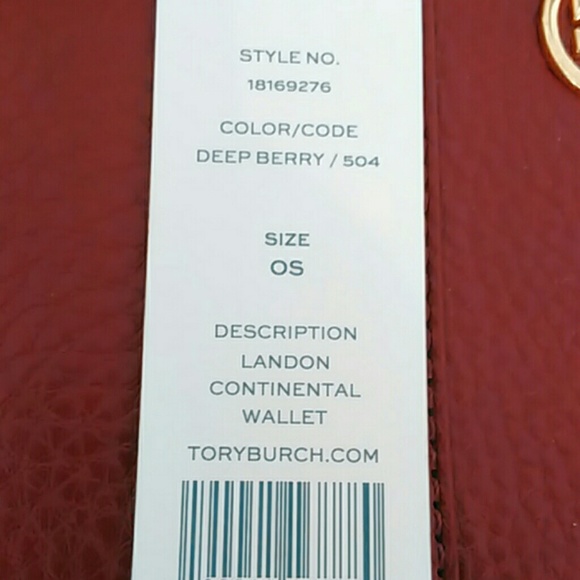 STYLE NO.
18169276
COLOR/CODE
DEEP BERRY / 504
SIZE
OS
DESCRIPTION
LANDON
CONTINENTAL
WALLET
TORYBURCH.COM